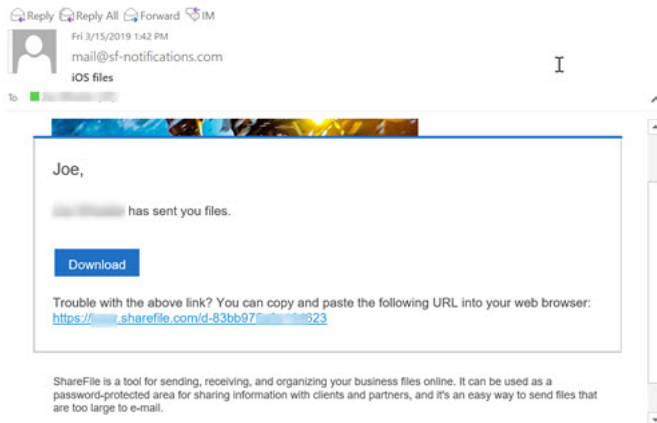 Reply Reply All Forward IM
Fri 3/15/2019 1:42 PM
mail@sf-notifications.com
iOS files
To
Joe,
has sent you files.
Download
Trouble with the above link? You can copy and paste the following URL into your web browser:
https:// .sharefile.com/d-83bb97 623
ShareFile is a tool for sending, receiving, and organizing your business files online. It can be used as a
password-protected area for sharing information with clients and partners, and it's an easy way to send files that
are too large to e-mail.